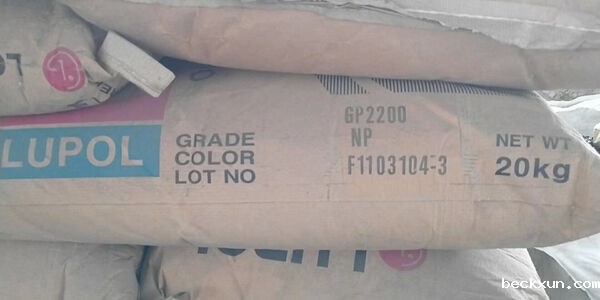 LUPOL
GRADE GP2200
COLOR NP
LOT NO F1103104-3
NET WT
20kg
beckxun.com